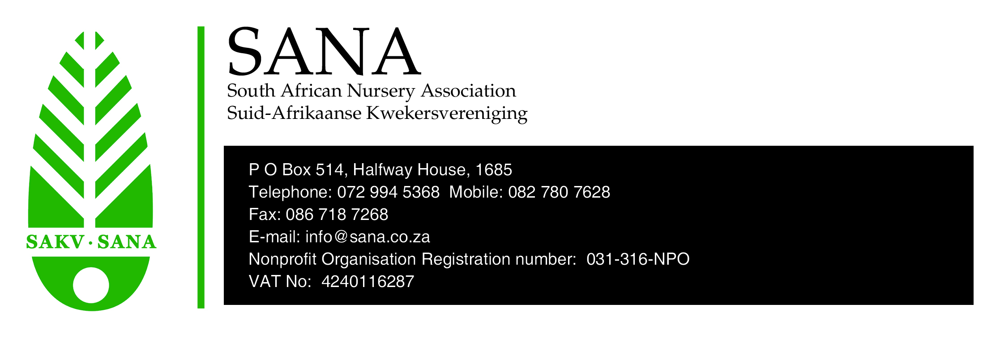 SAKV · SANA
SANA
South African Nursery Association
Suid-Afrikaanse Kwekersvereniging
P O Box 514, Halfway House, 1685
Telephone: 072 994 5368  Mobile: 082 780 7628
Fax: 086 718 7268
E-mail: info@sana.co.za
Nonprofit Organisation Registration number:  031-316-NPO
VAT No:  4240116287